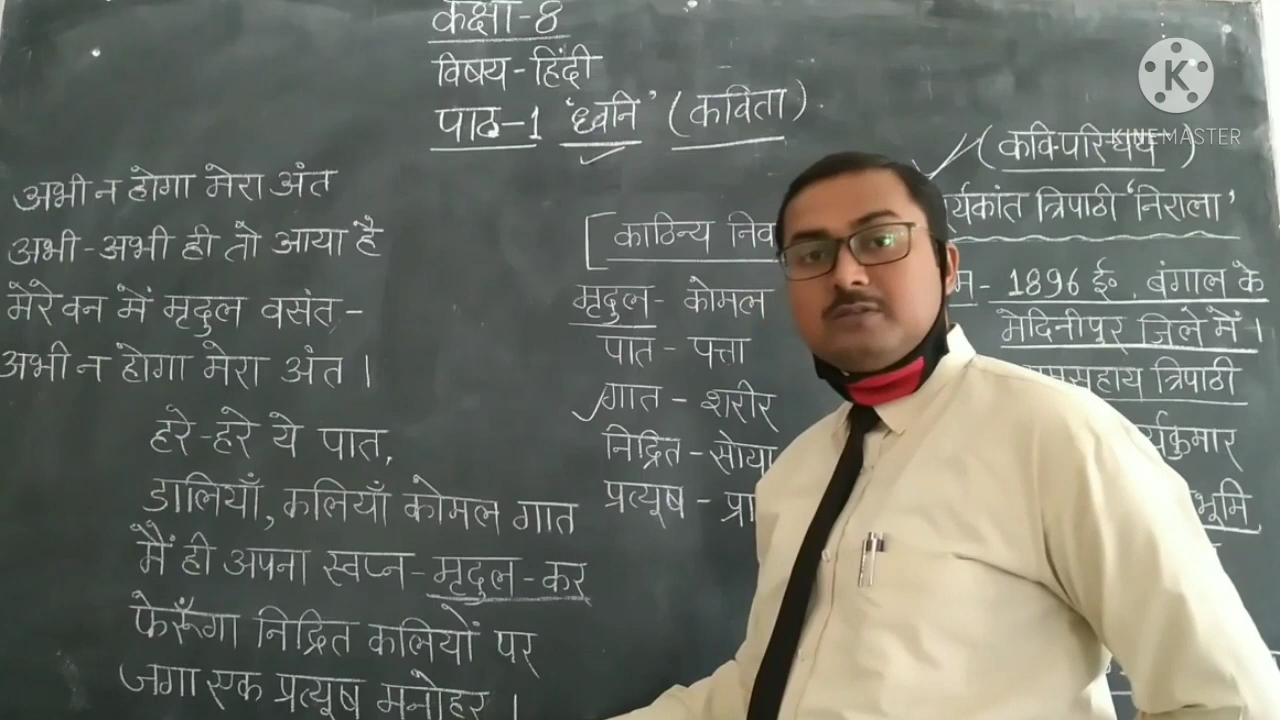 कक्षा-8
विषय-हिंदी
पाठ-1 'ध्वनि' (कविता)
अभी न होगा मेरा अंत
अभी-अभी ही तो आया है
मेरे वन में मृदुल वसंत-
अभी न होगा मेरा अंत।
हरे-हरे ये पात,
डालियाँ, कलियाँ कोमल गात
मैं ही अपना स्वप्न-मृदुल-कर
फेरूँगा निद्रित कलियों पर
जगा एक प्रत्यूष मनोहर।
[काठिन्य
मृदुल- कोमल
पात- पत्ता
गात- शरीर
निद्रित-सोया
प्रत्यूष-
(कवि-परिचय)
त्रिपाठी 'निराला'
- 1896 ई॰ बंगाल के
मेदिनीपुर जिले में।
त्रिपाठी
K
KINEMASTER